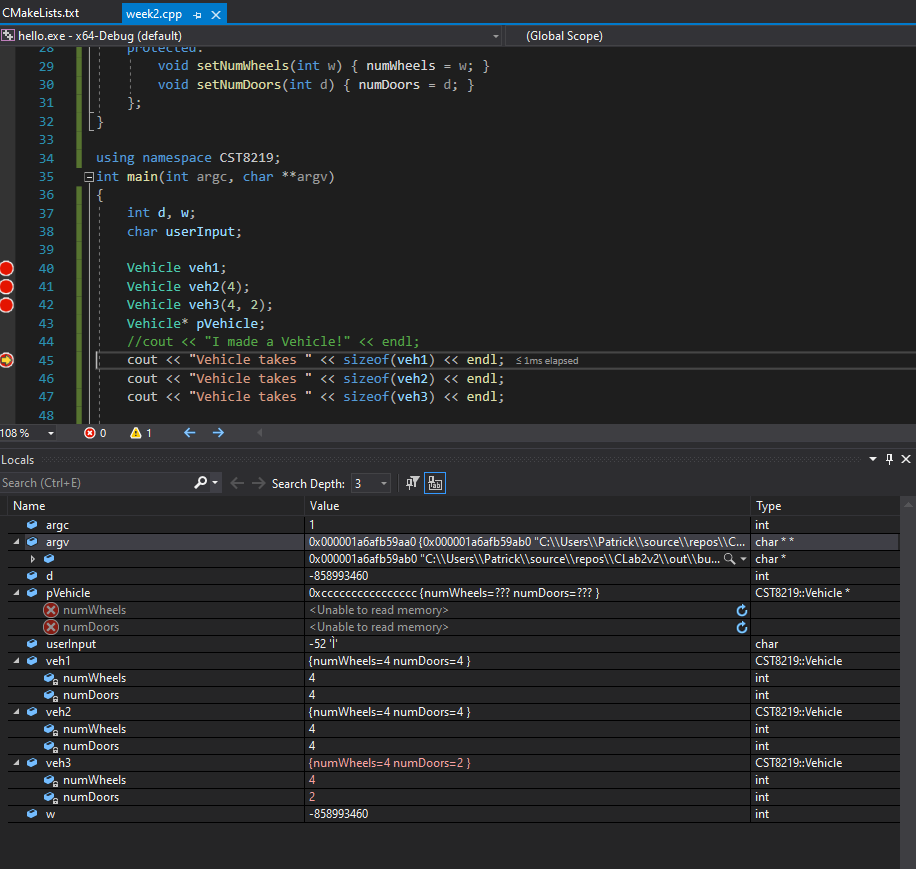 CMakeLists.txt
week2.cpp
hello.exe - x64-Debug (default)
(Global Scope)
28 protected:
29 void setNumWheels(int w) { numWheels = w; }
30 void setNumDoors(int d) { numDoors = d; }
31 };
32 }
33
34 using namespace CST8219;
35 int main(int argc, char **argv)
36 {
37 int d, w;
38 char userInput;
39
40 Vehicle veh1;
41 Vehicle veh2(4);
42 Vehicle veh3(4, 2);
43 Vehicle* pVehicle;
44 //cout << "I made a Vehicle!" << endl;
45 cout << "Vehicle takes " << sizeof(veh1) << endl; ≤ 1ms elapsed
46 cout << "Vehicle takes " << sizeof(veh2) << endl;
47 cout << "Vehicle takes " << sizeof(veh3) << endl;
48
108 % 0 1
Locals
Search (Ctrl+E) Search Depth: 3
Name Value Type
argc 1 int
argv 0x000001a6afb59aa0 {0x000001a6afb59ab0 "C:\\Users\\Patrick\\source\\repos\\C... char * *
0x000001a6afb59ab0 "C:\\Users\\Patrick\\source\\repos\\CLab2v2\\out\\bu... char *
d -858993460 int
pVehicle 0xcccccccccccccccc {numWheels=??? numDoors=??? } CST8219::Vehicle *
numWheels <Unable to read memory>
numDoors <Unable to read memory>
userInput -52 'Ì' char
veh1 {numWheels=4 numDoors=4 } CST8219::Vehicle
numWheels 4 int
numDoors 4 int
veh2 {numWheels=4 numDoors=4 } CST8219::Vehicle
numWheels 4 int
numDoors 4 int
veh3 {numWheels=4 numDoors=2 } CST8219::Vehicle
numWheels 4 int
numDoors 2 int
w -858993460 int